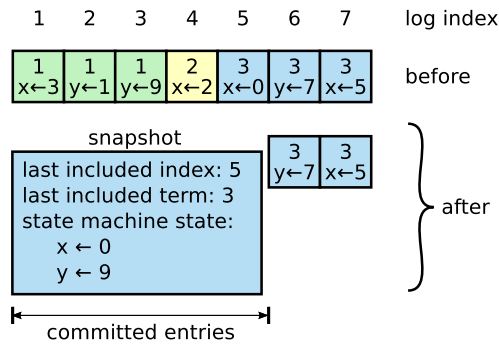 1 2 3 4 5 6 7 log index
1 1 1 2 3 3 3
x←3 y←1 y←9 x←2 x←0 y←7 x←5
before
snapshot
last included index: 5
last included term: 3
state machine state:
x ← 0
y ← 9
3 3
y←7 x←5
after
committed entries